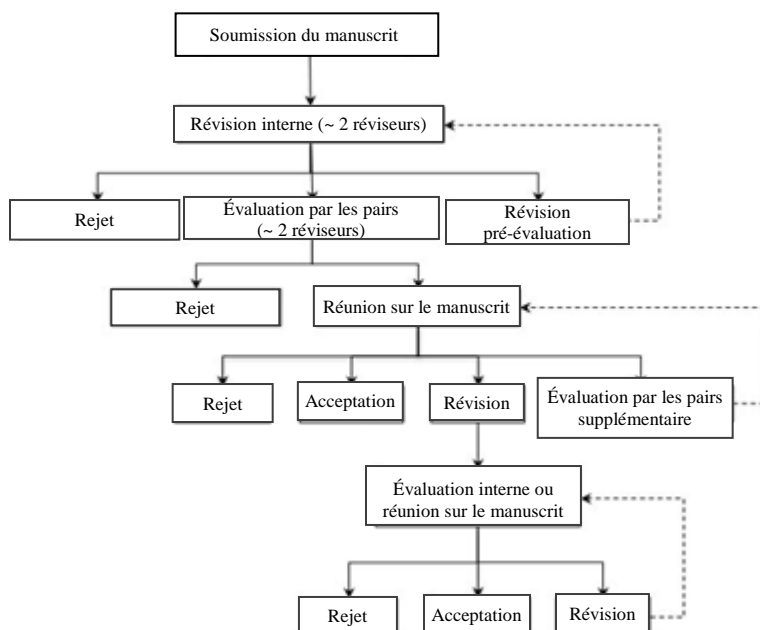 Soumission du manuscrit
Révision interne (~ 2 réviseurs)
Rejet
Évaluation par les pairs
(~ 2 réviseurs)
Révision
pré-évaluation
Rejet
Réunion sur le manuscrit
Rejet
Acceptation
Révision
Évaluation par les pairs
supplémentaire
Évaluation interne ou
réunion sur le manuscrit
Rejet
Acceptation
Révision